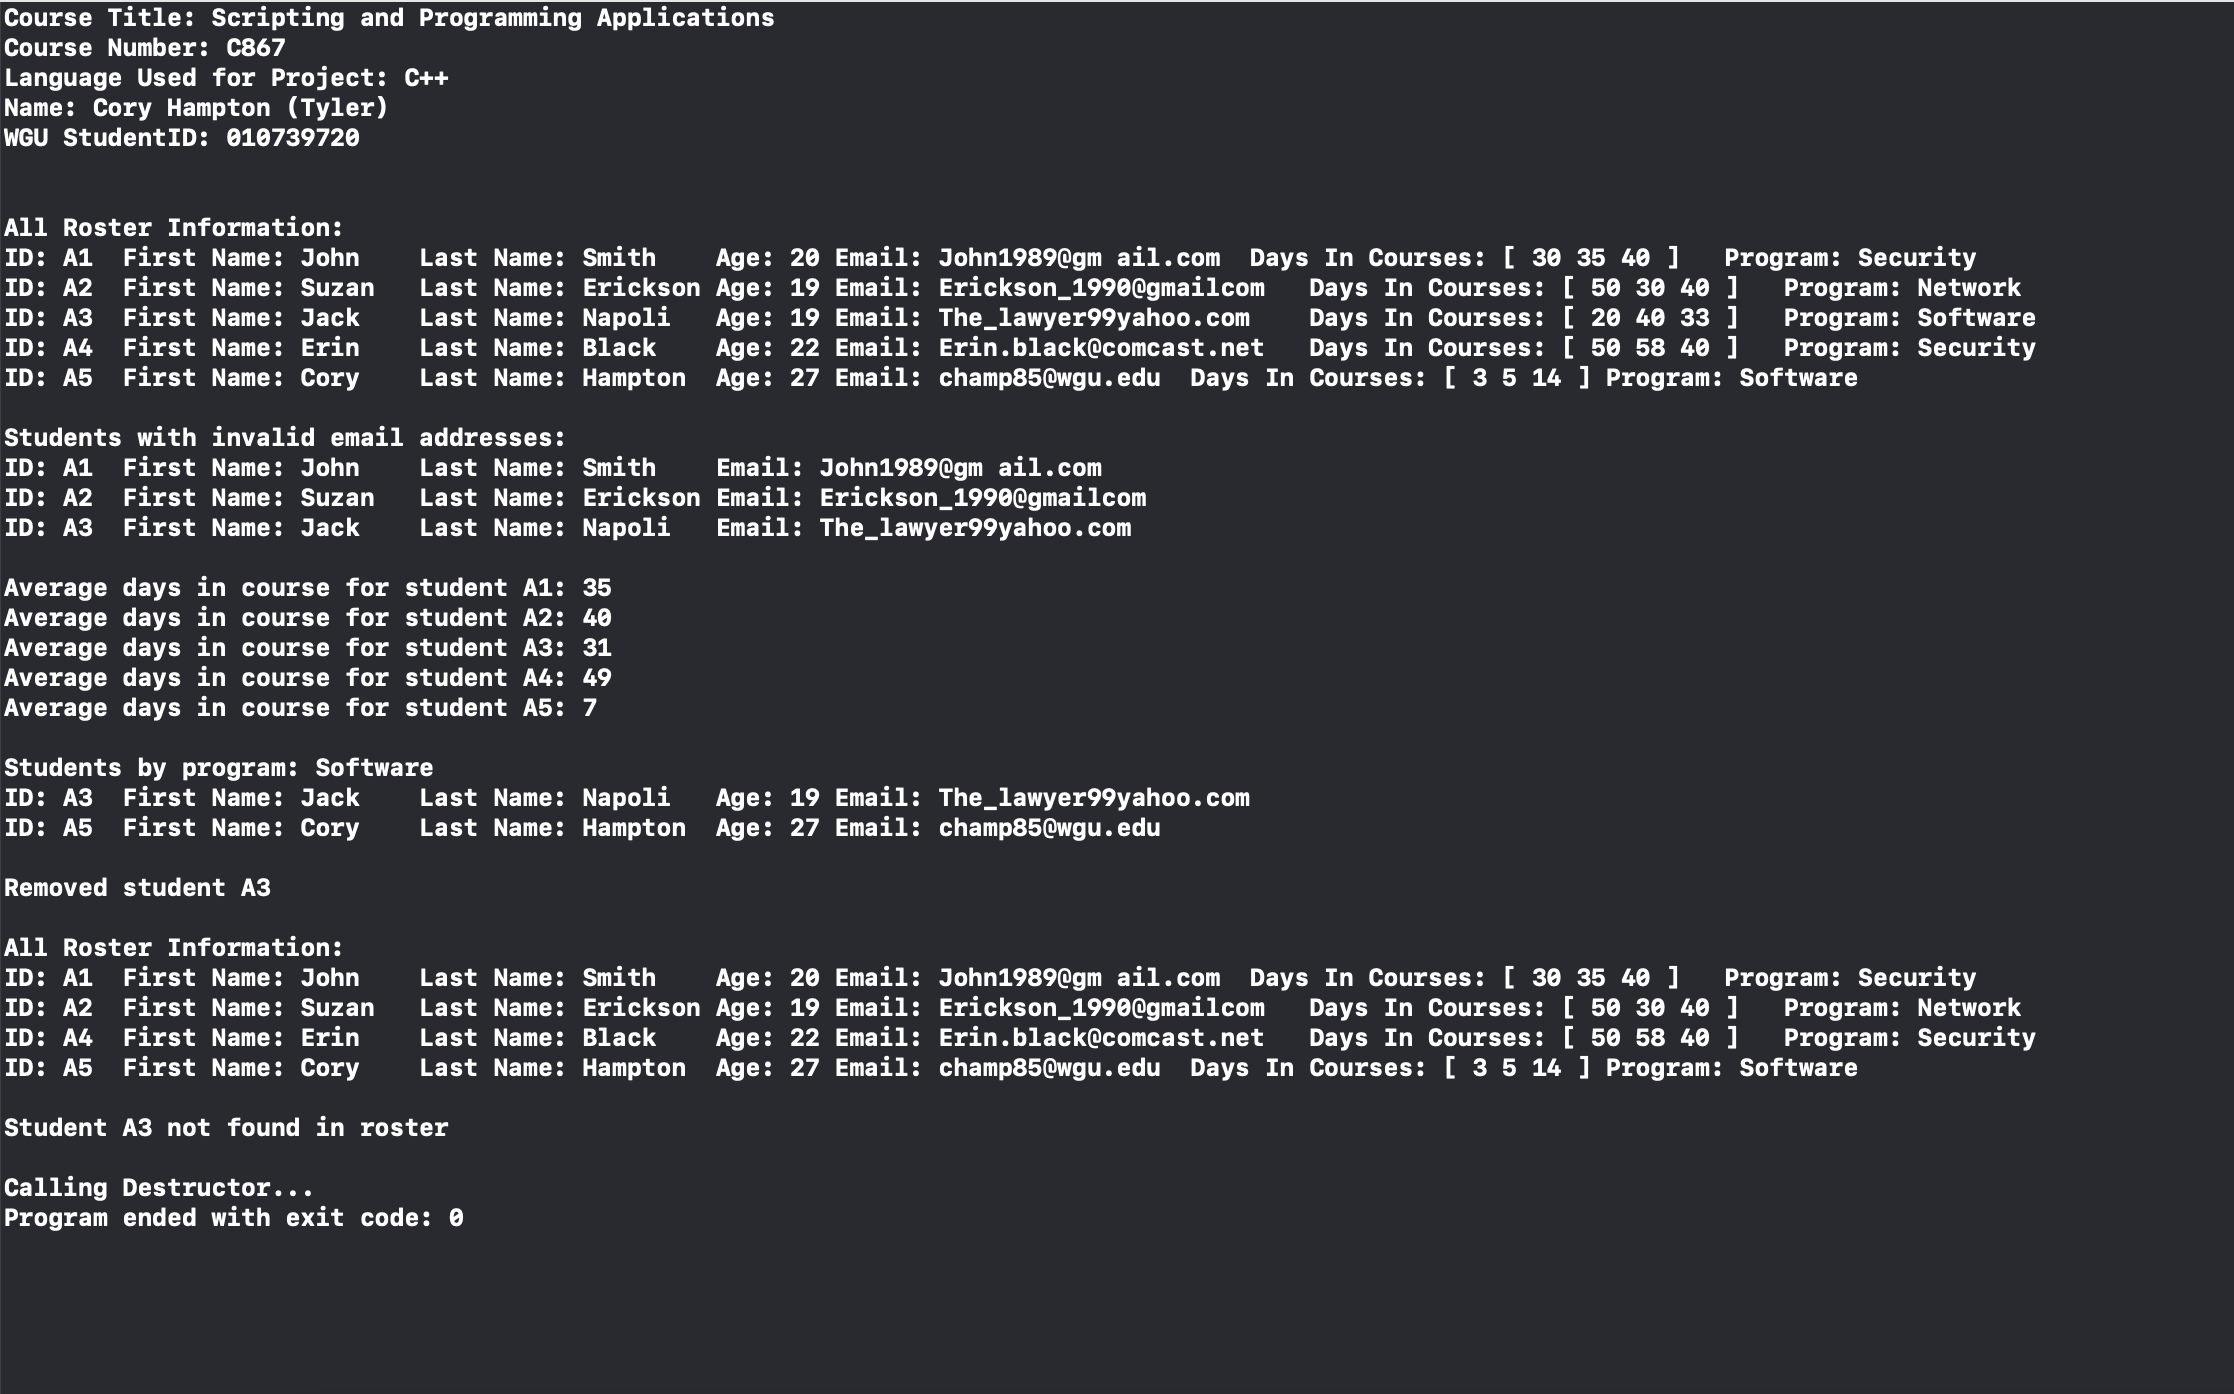 Course Title: Scripting and Programming Applications
Course Number: C867
Language Used for Project: C++
Name: Cory Hampton (Tyler)
WGU StudentID: 010739720
All Roster Information:
ID: A1  First Name: John    Last Name: Smith    Age: 20 Email: John1989@gm ail.com  Days In Courses: [ 30 35 40 ]   Program: Security
ID: A2  First Name: Suzan   Last Name: Erickson Age: 19 Email: Erickson_1990@gmailcom   Days In Courses: [ 50 30 40 ]   Program: Network
ID: A3  First Name: Jack    Last Name: Napoli   Age: 19 Email: The_lawyer99yahoo.com    Days In Courses: [ 20 40 33 ]   Program: Software
ID: A4  First Name: Erin    Last Name: Black    Age: 22 Email: Erin.black@comcast.net   Days In Courses: [ 50 58 40 ]   Program: Security
ID: A5  First Name: Cory    Last Name: Hampton  Age: 27 Email: champ85@wgu.edu  Days In Courses: [ 3 5 14 ] Program: Software
Students with invalid email addresses:
ID: A1  First Name: John    Last Name: Smith    Email: John1989@gm ail.com
ID: A2  First Name: Suzan   Last Name: Erickson Email: Erickson_1990@gmailcom
ID: A3  First Name: Jack    Last Name: Napoli   Email: The_lawyer99yahoo.com
Average days in course for student A1: 35
Average days in course for student A2: 40
Average days in course for student A3: 31
Average days in course for student A4: 49
Average days in course for student A5: 7
Students by program: Software
ID: A3  First Name: Jack    Last Name: Napoli   Age: 19 Email: The_lawyer99yahoo.com
ID: A5  First Name: Cory    Last Name: Hampton  Age: 27 Email: champ85@wgu.edu
Removed student A3
All Roster Information:
ID: A1  First Name: John    Last Name: Smith    Age: 20 Email: John1989@gm ail.com  Days In Courses: [ 30 35 40 ]   Program: Security
ID: A2  First Name: Suzan   Last Name: Erickson Age: 19 Email: Erickson_1990@gmailcom   Days In Courses: [ 50 30 40 ]   Program: Network
ID: A4  First Name: Erin    Last Name: Black    Age: 22 Email: Erin.black@comcast.net   Days In Courses: [ 50 58 40 ]   Program: Security
ID: A5  First Name: Cory    Last Name: Hampton  Age: 27 Email: champ85@wgu.edu  Days In Courses: [ 3 5 14 ] Program: Software
Student A3 not found in roster
Calling Destructor...
Program ended with exit code: 0